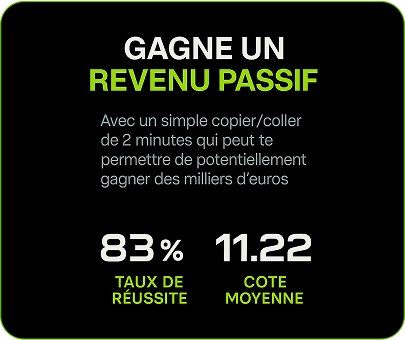 GAGNE UN
REVENU PASSIF
Avec un simple copier/coller
de 2 minutes qui peut te
permettre de potentiellement
gagner des milliers d'euros
83% 11.22
TAUX DE COTE
RÉUSSITE MOYENNE